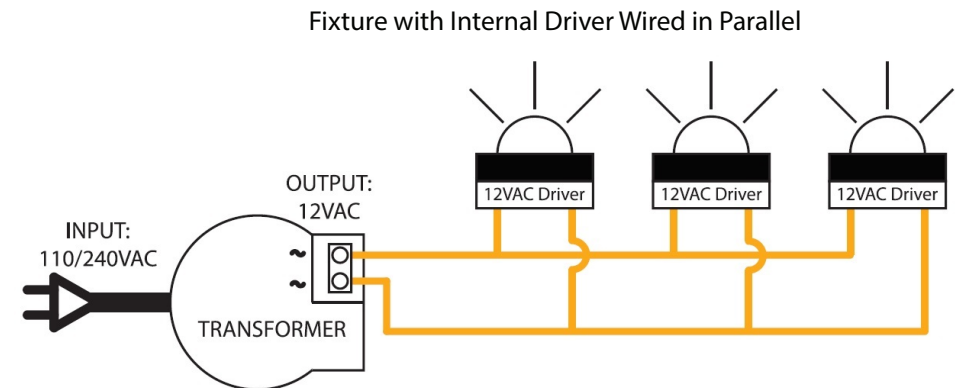 Fixture with Internal Driver Wired in Parallel
OUTPUT:
12VAC
INPUT:
110/240VAC
~
~
TRANSFORMER
12VAC Driver
12VAC Driver
12VAC Driver